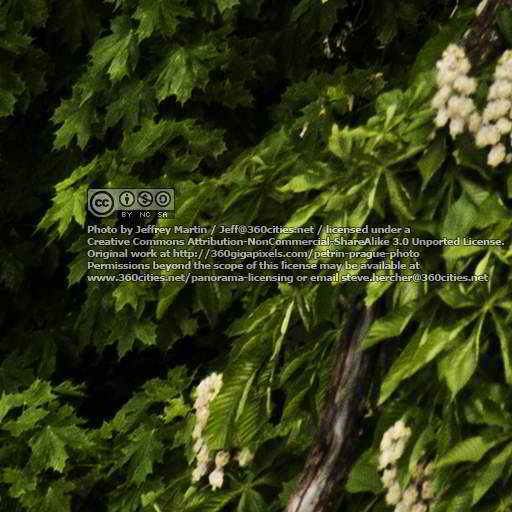 cc
BY NC SA
Photo by Jeffrey Martin / Jeff@360cities.net / licensed under a
Creative Commons Attribution-NonCommercial-ShareAlike 3.0 Unported License.
Original work at http://360gigapixels.com/petrin-prague-photo
Permissions beyond the scope of this license may be available at
www.360cities.net/panorama-licensing or email steve.hercher@360cities.net